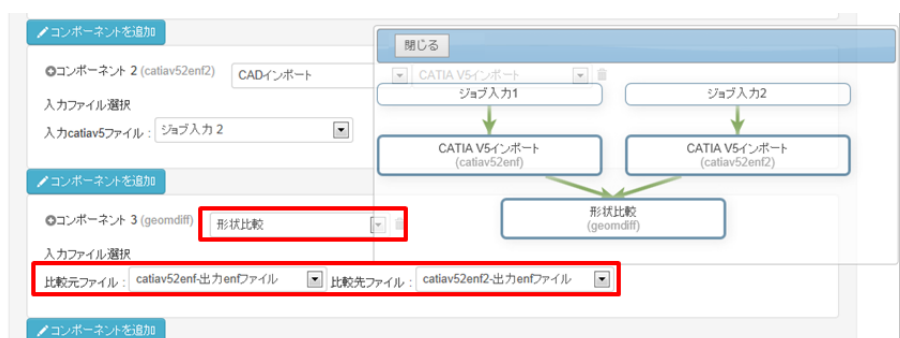 コンポーネントを追加
閉じる
コンポーネント 2 (catiav52enf2) CADインポート CATIA V5インポート
ジョブ入力1 ジョブ入力2
入力ファイル選択
入力catiav5ファイル : ジョブ入力 2
CATIA V5インポート CATIA V5インポート
(catiav52enf) (catiav52enf2)
コンポーネントを追加
コンポーネント 3 (geomdiff) 形状比較
形状比較
(geomdiff)
入力ファイル選択
比較元ファイル : catiav52enf-出力enfファイル 比較先ファイル : catiav52enf2-出力enfファイル
コンポーネントを追加